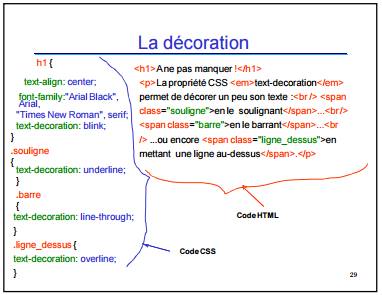 La décoration
h1 {
text-align: center;
font-family:"Arial Black",
Arial,
"Times New Roman", serif;
text-decoration: blink;
}
.souligne
{
text-decoration: underline;
}
.barre
{
text-decoration: line-through;
}
.ligne_dessus {
text-decoration: overline;
}
<h1>A ne pas manquer !</h1>
<p>La propriété CSS <em>text-decoration</em>
permet de décorer un peu son texte :<br /> <span
class="souligne">en le soulignant</span>...<br/>
<span class="barre">en le barrant</span>...<br
/> ...ou encore <span class="ligne_dessus">en
mettant une ligne au-dessus</span>.</p>
Code HTML
Code CSS
29